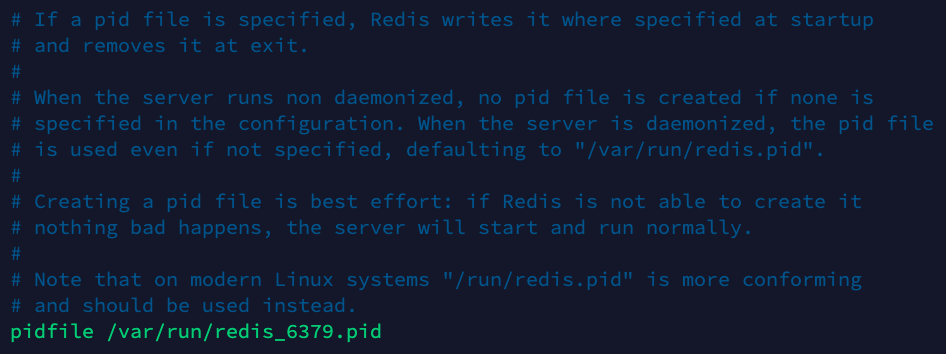 # If a pid file is specified, Redis writes it where specified at startup
# and removes it at exit.
#
# When the server runs non daemonized, no pid file is created if none is
# specified in the configuration. When the server is daemonized, the pid file
# is used even if not specified, defaulting to "/var/run/redis.pid".
#
# Creating a pid file is best effort: if Redis is not able to create it
# nothing bad happens, the server will start and run normally.
#
# Note that on modern Linux systems "/run/redis.pid" is more conforming
# and should be used instead.
pidfile /var/run/redis_6379.pid